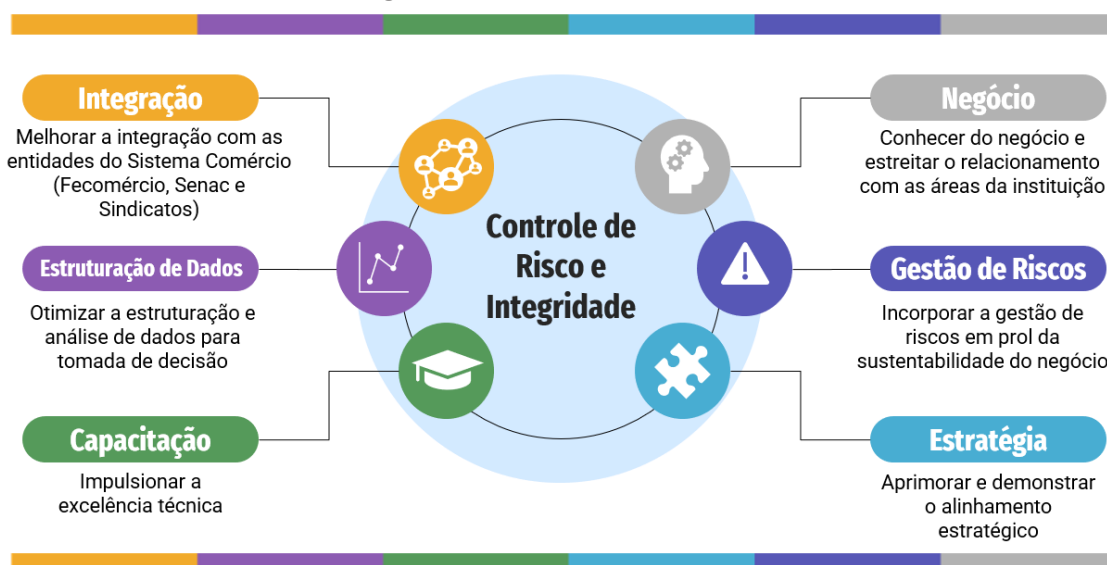 Integração
Melhorar a integração com as
entidades do Sistema Comércio
(Fecomércio, Senac e
Sindicatos)
Estruturação de Dados
Otimizar a estruturação e
análise de dados para
tomada de decisão
Capacitação
Impulsionar a
excelência técnica
Controle de
Risco e
Integridade
Negócio
Conhecer do negócio e
estreitar o relacionamento
com as áreas da instituição
Gestão de Riscos
Incorporar a gestão de
riscos em prol da
sustentabilidade do negócio
Estratégia
Aprimorar e demonstrar
o alinhamento
estratégico